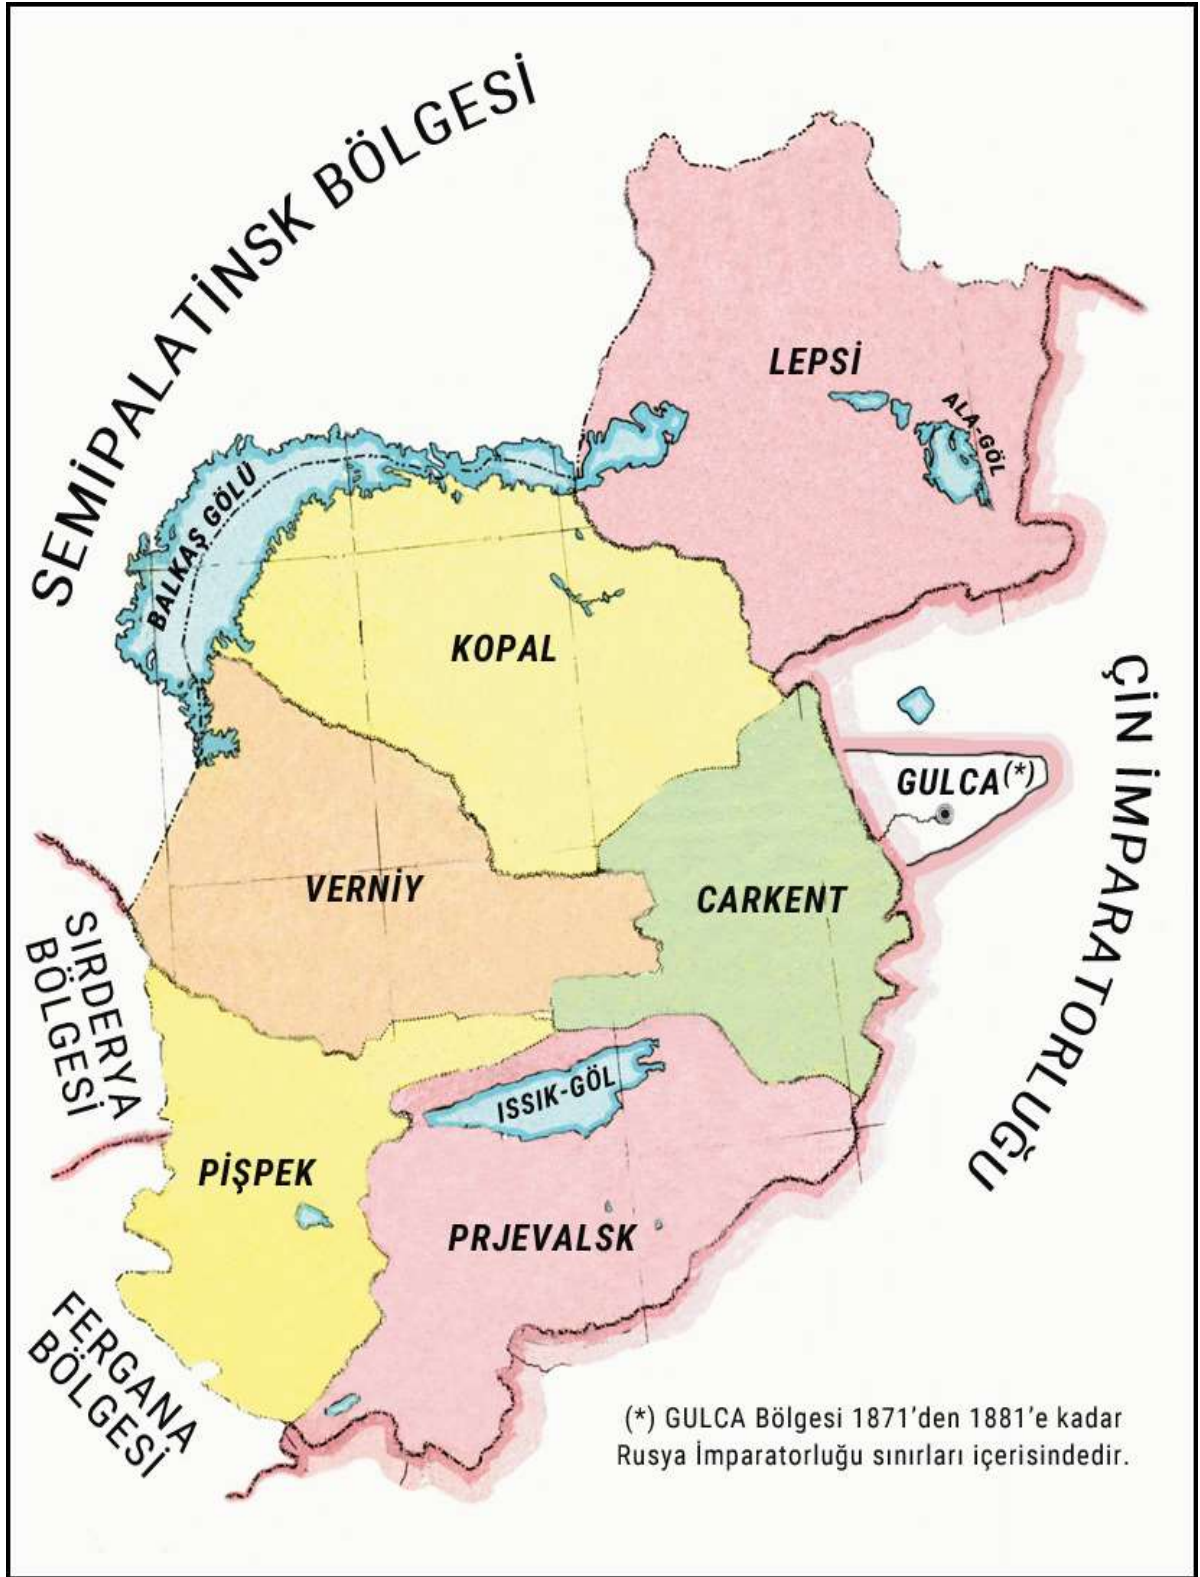 SEMİPALATİNSK BÖLGESİ
LEPSİ
ALA-GÖL
BALKAŞ GÖLÜ
KOPAL
ÇİN İMPARATORLUĞU
GULCA(*)
VERNİY
CARKENT
SIRDERYA
BÖLGESİ
ISSIK-GÖL
PİŞPEK
PRJEVALSK
FERGANA
BÖLGESİ
(*) GULCA Bölgesi 1871’den 1881’e kadar
Rusya İmparatorluğu sınırları içerisindedir.